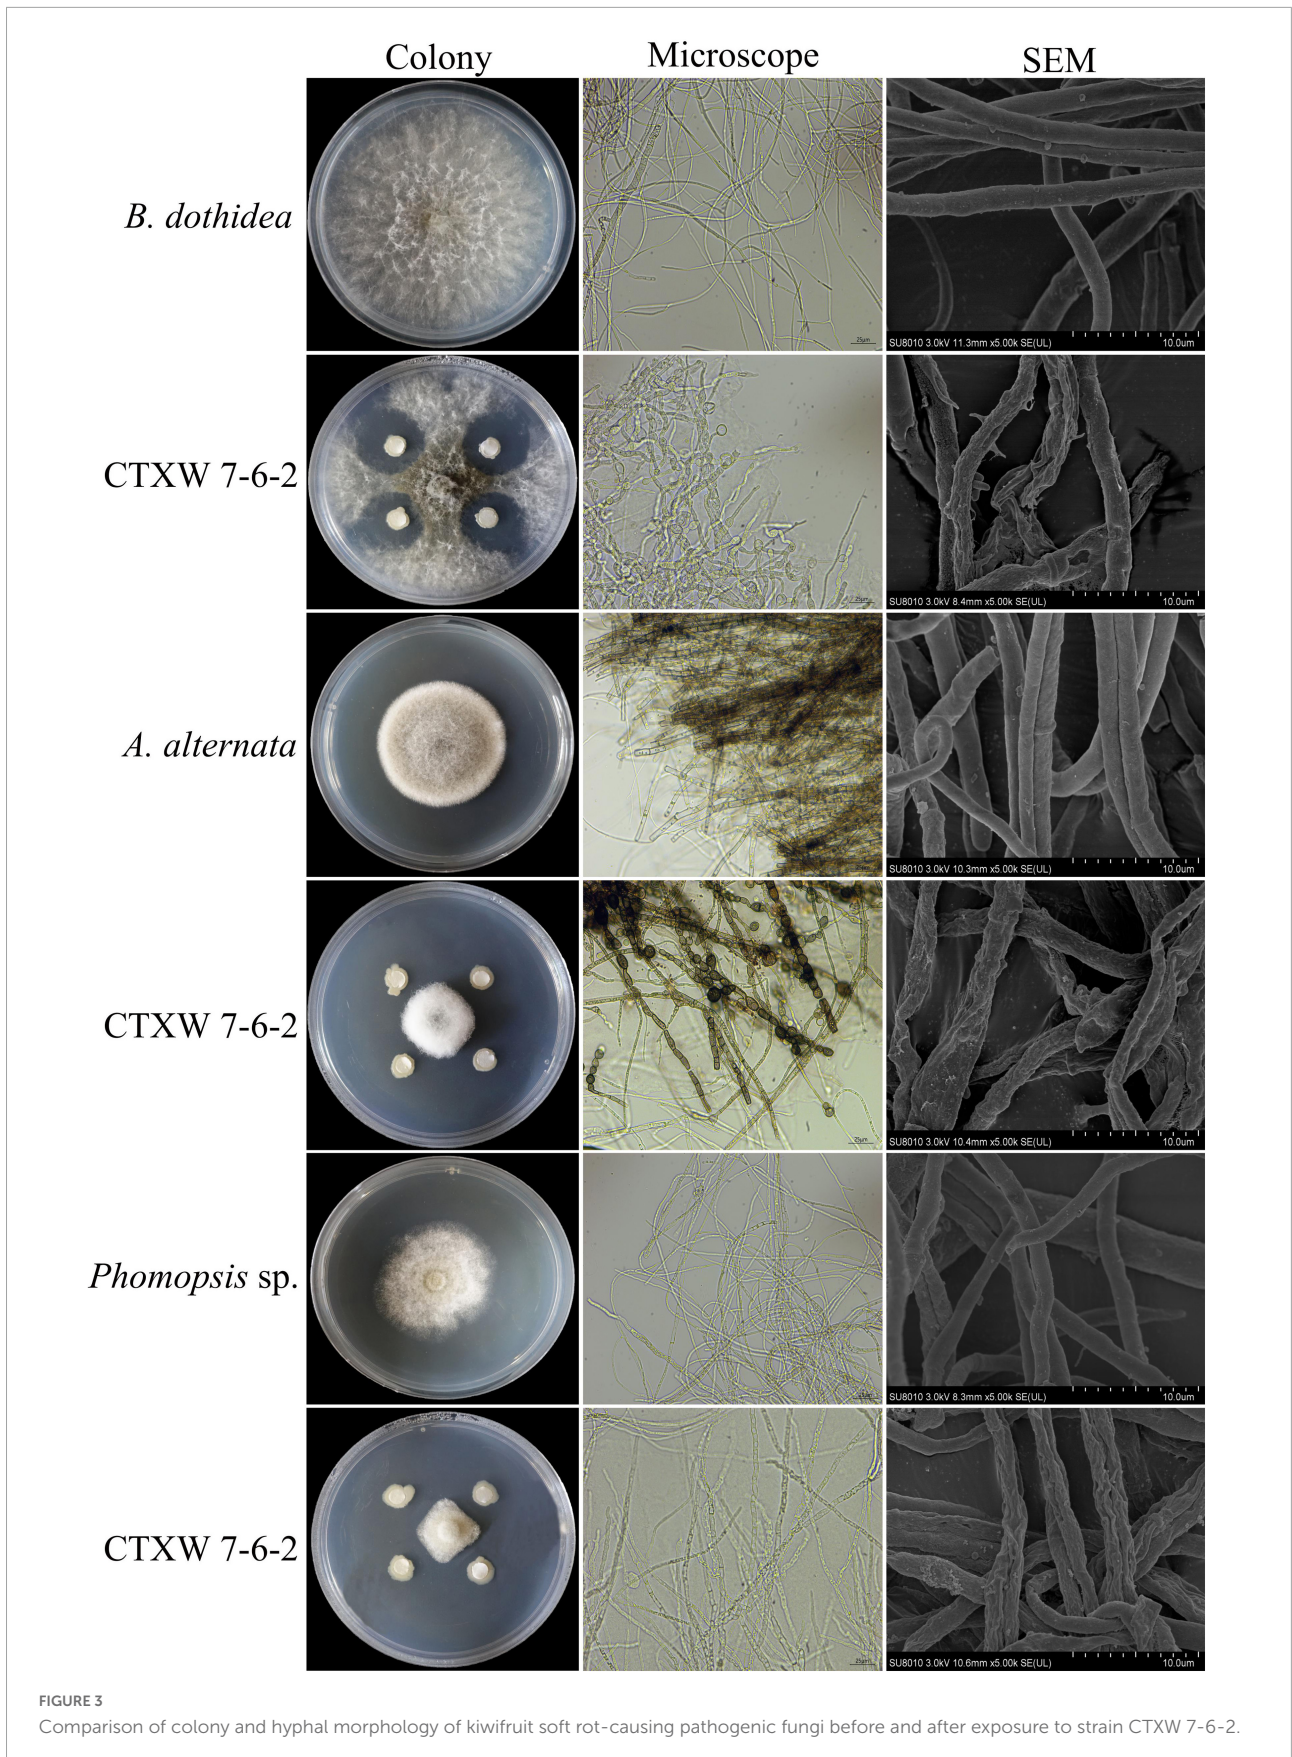 Colony Microscope SEM
B. dothidea
25µm
SU8010 3.0kV 11.3mm x5.00k SE(UL) 10.0um
CTXW 7-6-2
25µm
SU8010 3.0kV 8.4mm x5.00k SE(UL) 10.0um
A. alternata
SU8010 3.0kV 10.3mm x5.00k SE(UL) 10.0um
CTXW 7-6-2
25µm
SU8010 3.0kV 10.4mm x5.00k SE(UL) 10.0um
Phomopsis sp.
SU8010 3.0kV 8.3mm x5.00k SE(UL) 10.0um
CTXW 7-6-2
25µm
SU8010 3.0kV 10.6mm x5.00k SE(UL) 10.0um
FIGURE 3
Comparison of colony and hyphal morphology of kiwifruit soft rot-causing pathogenic fungi before and after exposure to strain CTXW 7-6-2.